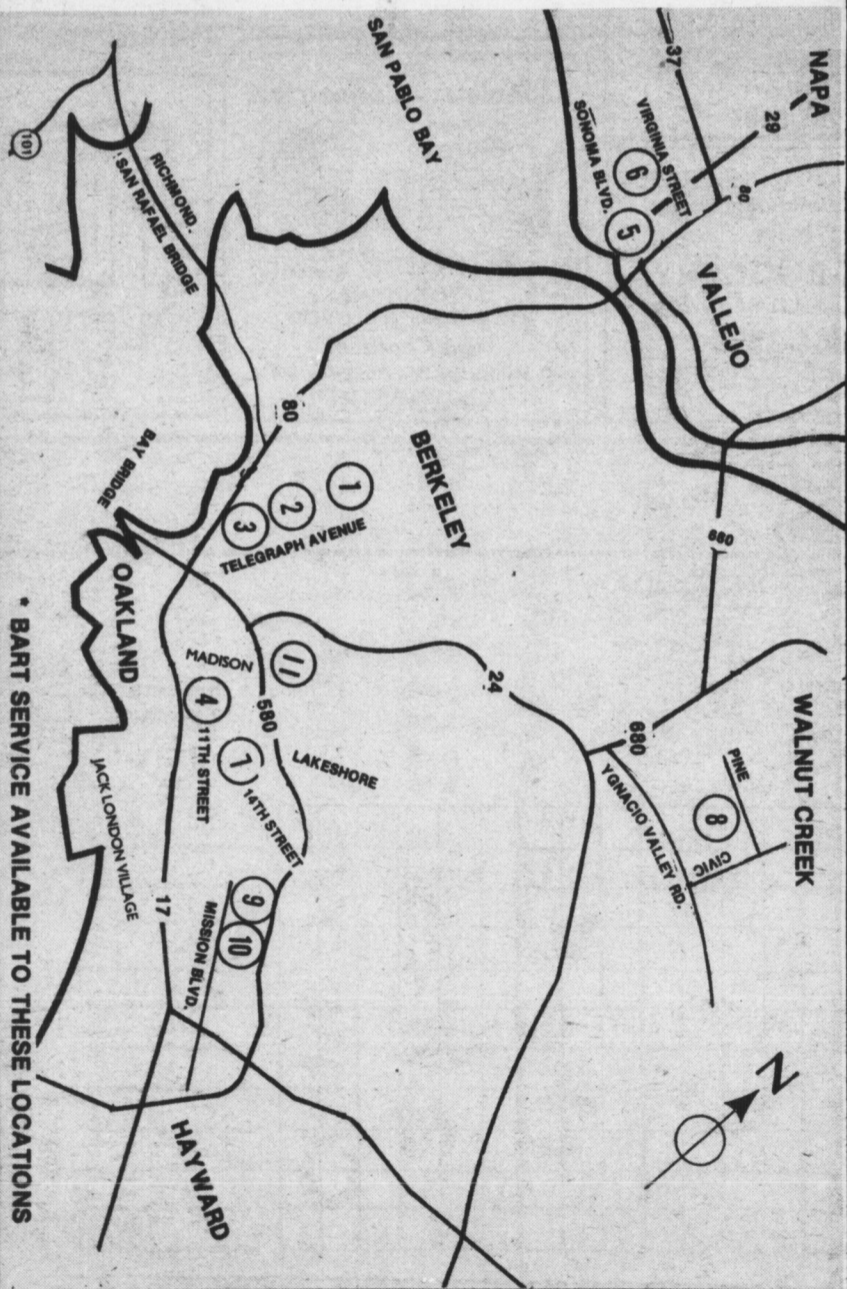 NAPA
29
37
80
VIRGINIA STREET
6
SONOMA BLVD.
5
VALLEJO
SAN PABLO BAY
101
RICHMOND.
SAN RAFAEL BRIDGE
80
BERKELEY
1
2
3
TELEGRAPH AVENUE
BAY BRIDGE
OAKLAND
680
WALNUT CREEK
680
PINE
8
CIVIC
YGNACIO VALLEY RD.
24
11
MADISON
580
4
11TH STREET
7
14TH STREET
LAKESHORE
JACK LONDON VILLAGE
17
9
10
MISSION BLVD.
HAYWARD
N
* BART SERVICE AVAILABLE TO THESE LOCATIONS